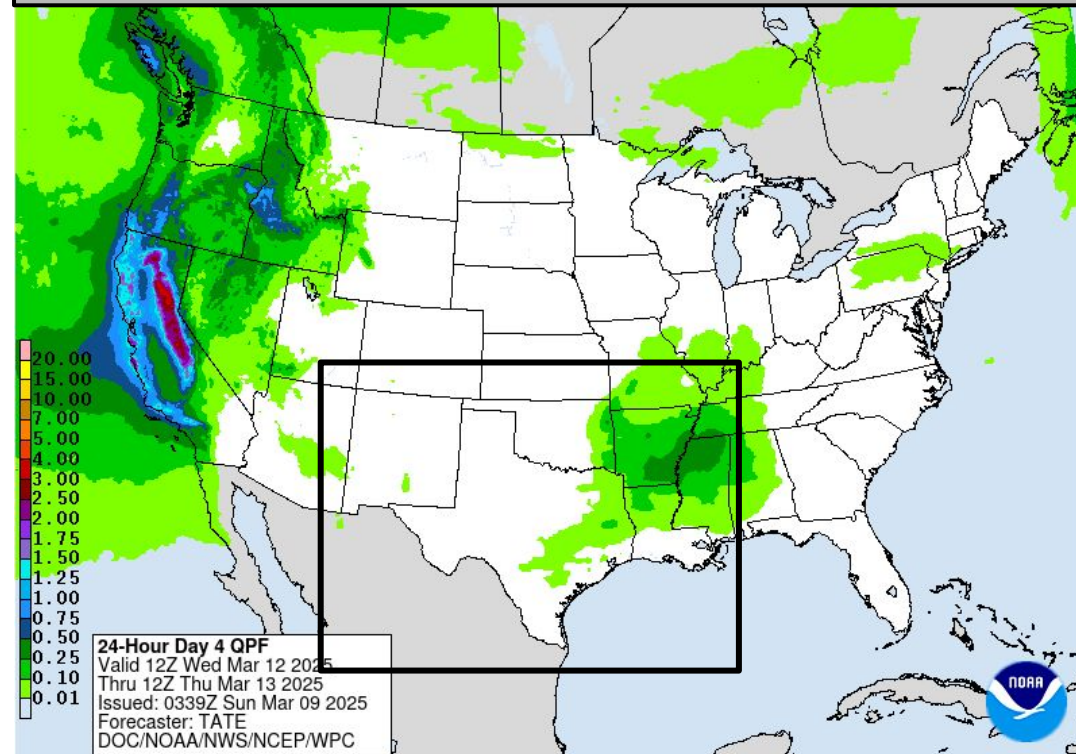 20.00
15.00
10.00
7.00
5.00
4.00
3.00
2.50
2.00
1.75
1.50
1.25
1.00
0.75
0.50
0.25
0.10
0.01
24-Hour Day 4 QPF
Valid 12Z Wed Mar 12 2025
Thru 12Z Thu Mar 13 2025
Issued: 0339Z Sun Mar 09 2025
Forecaster: TATE
DOC/NOAA/NWS/NCEP/WPC
NOAA